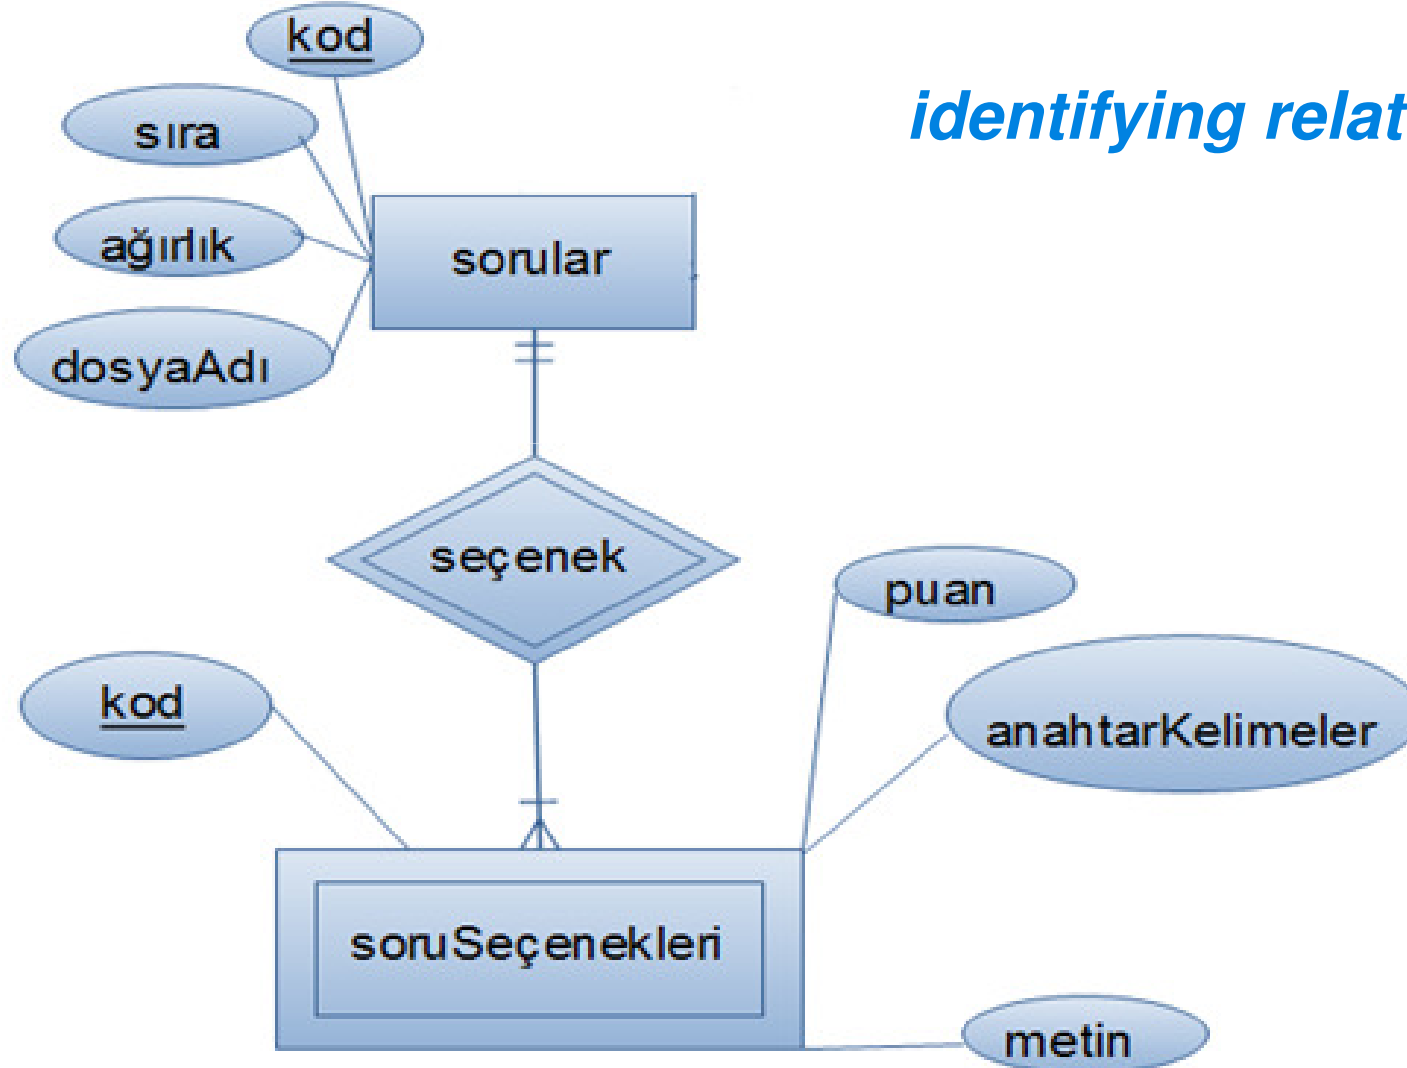 kod
identifying relat
sıra
ağırlık
sorular
dosyaAdı
seçenek
puan
kod
anahtarKelimeler
soruSeçenekleri
metin